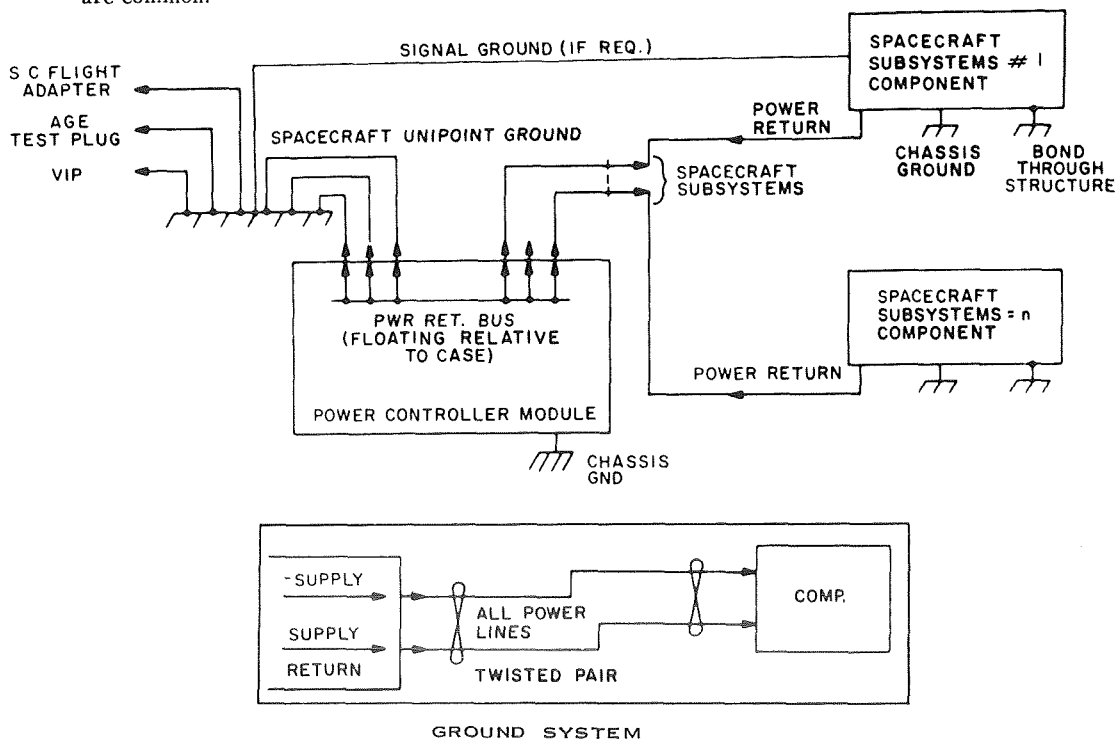 are common.
SIGNAL GROUND (IF REQ.)
SPACECRAFT
SUBSYSTEMS # 1
COMPONENT
S C FLIGHT
ADAPTER
AGE
TEST PLUG
VIP
SPACECRAFT UNIPOINT GROUND
POWER
RETURN
SPACECRAFT
SUBSYSTEMS
CHASSIS
GROUND
BOND
THROUGH
STRUCTURE
PWR RET. BUS
(FLOATING RELATIVE
TO CASE)
POWER CONTROLLER MODULE
CHASSIS
GND
SPACECRAFT
SUBSYSTEMS = n
COMPONENT
POWER RETURN
-SUPPLY
SUPPLY
RETURN
ALL POWER
LINES
TWISTED PAIR
COMP.
GROUND SYSTEM